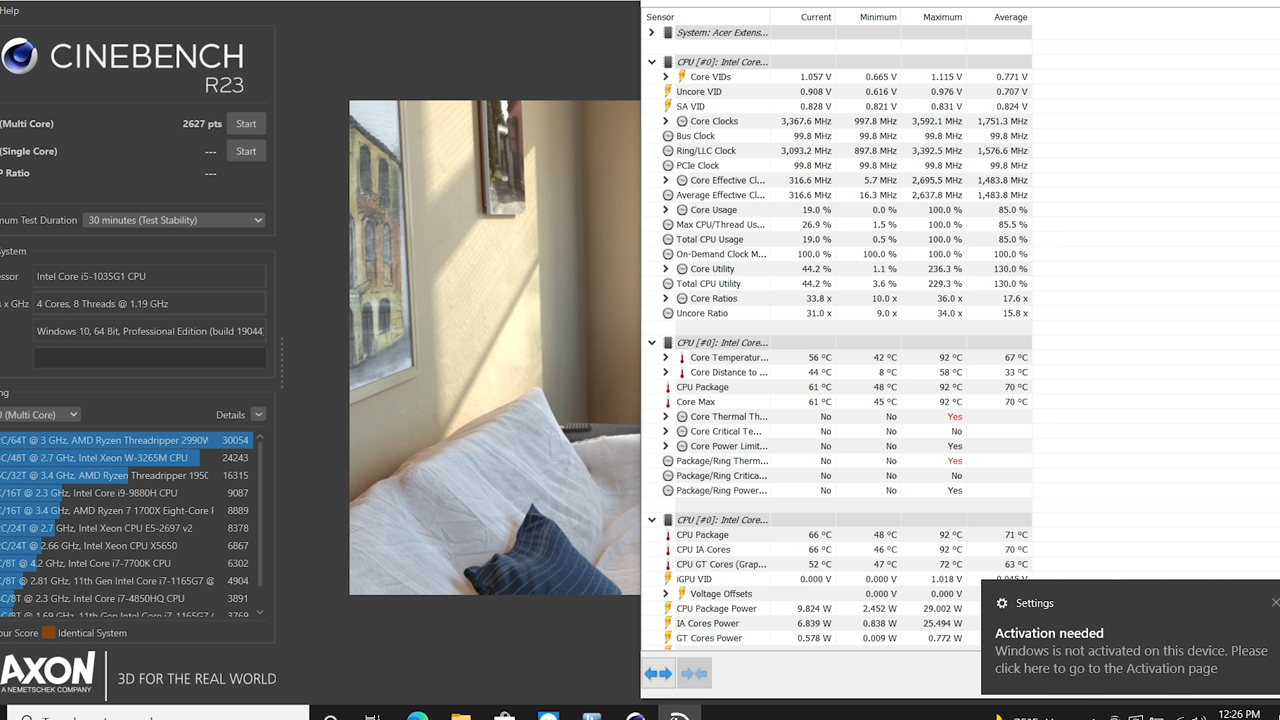 Help
CINEBENCH
R23
(Multi Core) 2627 pts Start
(Single Core) --- Start
P Ratio ---
num Test Duration 30 minutes (Test Stability)
System
essor Intel Core i5-1035G1 CPU
s x GHz 4 Cores, 8 Threads @ 1.19 GHz
Windows 10, 64 Bit, Professional Edition (build 19044)
ng
U (Multi Core) Details
2C/64T @ 3 GHz, AMD Ryzen Threadripper 2990W 30054
4C/48T @ 2.7 GHz, Intel Xeon W-3265M CPU 24243
6C/32T @ 3.4 GHz, AMD Ryzen Threadripper 1950 16315
C/16T @ 2.3 GHz, Intel Core i9-9880H CPU 9087
C/16T @ 3.4 GHz, AMD Ryzen 7 1700X Eight-Core P 8889
2C/24T @ 2.7 GHz, Intel Xeon CPU E5-2697 v2 8378
2C/24T @ 2.66 GHz, Intel Xeon CPU X5650 6867
C/8T @ 4.2 GHz, Intel Core i7-7700K CPU 6302
C/8T @ 2.81 GHz, 11th Gen Intel Core i7-1165G7 @ 4904
C/8T @ 2.3 GHz, Intel Core i7-4850HQ CPU 3891
C/8T @ 1.69 GHz, 11th Gen Intel Core i7-1165G7 3769
our Score Identical System
AXON
A NEMETSCHEK COMPANY
3D FOR THE REAL WORLD
Sensor Current Minimum Maximum Average
System: Acer Extens...
CPU [#0]: Intel Core...
Core VIDs 1.057 V 0.665 V 1.115 V 0.771 V
Uncore VID 0.908 V 0.616 V 0.976 V 0.707 V
SA VID 0.828 V 0.821 V 0.831 V 0.824 V
Core Clocks 3,367.6 MHz 997.8 MHz 3,592.1 MHz 1,751.3 MHz
Bus Clock 99.8 MHz 99.8 MHz 99.8 MHz 99.8 MHz
Ring/LLC Clock 3,093.2 MHz 897.8 MHz 3,392.5 MHz 1,576.6 MHz
PCIe Clock 99.8 MHz 99.8 MHz 99.8 MHz 99.8 MHz
Core Effective Cl... 316.6 MHz 5.7 MHz 2,695.5 MHz 1,483.8 MHz
Average Effective Cl... 316.6 MHz 16.3 MHz 2,637.8 MHz 1,483.8 MHz
Core Usage 19.0 % 0.0 % 100.0 % 85.0 %
Max CPU/Thread Us... 26.9 % 1.5 % 100.0 % 85.5 %
Total CPU Usage 19.0 % 0.5 % 100.0 % 85.0 %
On-Demand Clock M... 100.0 % 100.0 % 100.0 % 100.0 %
Core Utility 44.2 % 1.1 % 236.3 % 130.0 %
Total CPU Utility 44.2 % 3.6 % 229.3 % 130.0 %
Core Ratios 33.8 x 10.0 x 36.0 x 17.6 x
Uncore Ratio 31.0 x 9.0 x 34.0 x 15.8 x
CPU [#0]: Intel Core...
Core Temperatur... 56 °C 42 °C 92 °C 67 °C
Core Distance to ... 44 °C 8 °C 58 °C 33 °C
CPU Package 61 °C 48 °C 92 °C 70 °C
Core Max 61 °C 45 °C 92 °C 70 °C
Core Thermal Th... No No Yes
Core Critical Te... No No No
Core Power Limit... No No Yes
Package/Ring Therm... No No Yes
Package/Ring Critica... No No No
Package/Ring Power... No No Yes
CPU [#0]: Intel Core...
CPU Package 66 °C 48 °C 92 °C 71 °C
CPU IA Cores 66 °C 46 °C 92 °C 70 °C
CPU GT Cores (Grap... 52 °C 47 °C 72 °C 63 °C
iGPU VID 0.000 V 0.000 V 1.018 V 0.045 V
Voltage Offsets 0.000 V 0.000 V
CPU Package Power 9.824 W 2.452 W 29.002 W
IA Cores Power 6.839 W 0.838 W 25.494 W
GT Cores Power 0.578 W 0.009 W 0.772 W
Settings
Activation needed
Windows is not activated on this device. Please
click here to go to the Activation page
12:26 PM